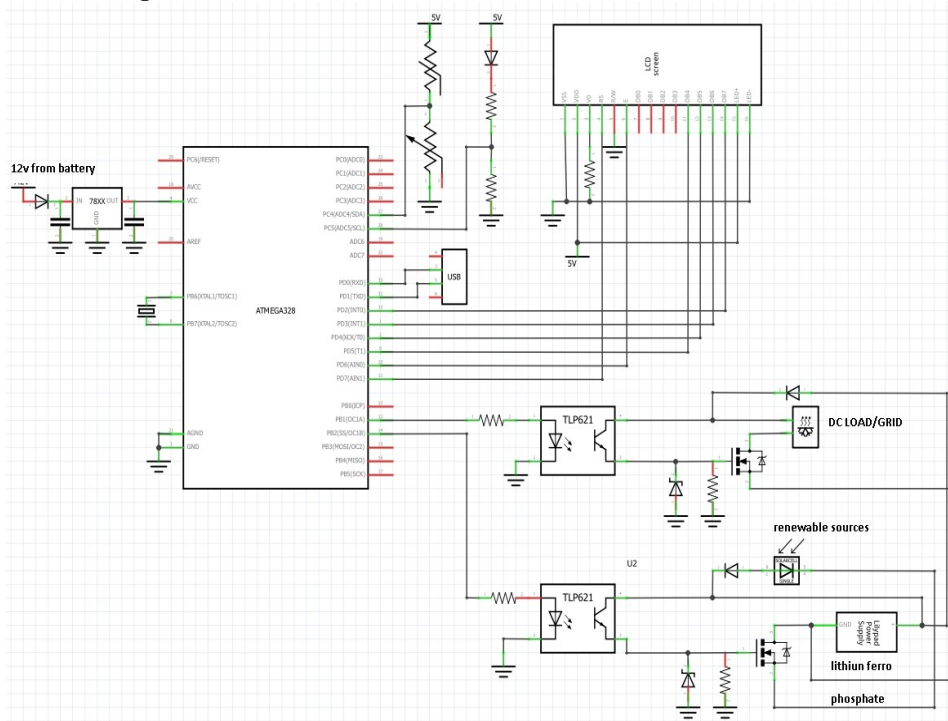 5V
5V
LCD
screen
VSS
VDD
V0
RS
R/W
E
DB0
DB1
DB2
DB3
DB4
DB5
DB6
DB7
LED+
LED-
12v from battery
IN
78XX
OUT
GND
PC6(/RESET)
AVCC
VCC
AREF
PB6(XTAL1/TOSC1)
PB7(XTAL2/TOSC2)
AGND
GND
ATMEGA328
PC0(ADC0)
PC1(ADC1)
PC2(ADC2)
PC3(ADC3)
PC4(ADC4/SDA)
PC5(ADC5/SCL)
ADC6
ADC7
PD0(RXD)
PD1(TXD)
PD2(INT0)
PD3(INT1)
PD4(XCK/T0)
PD5(T1)
PD6(AIN0)
PD7(AIN1)
PB0(ICP)
PB1(OC1A)
PB2(SS/OC1B)
PB3(MOSI/OC2)
PB4(MISO)
PB5(SCK)
USB
5V
TLP621
DC LOAD/GRID
renewable sources
SOLARCELL
SINGLE
U2
TLP621
GND
Lilypad
Power
Supply
+
lithiun ferro
phosphate